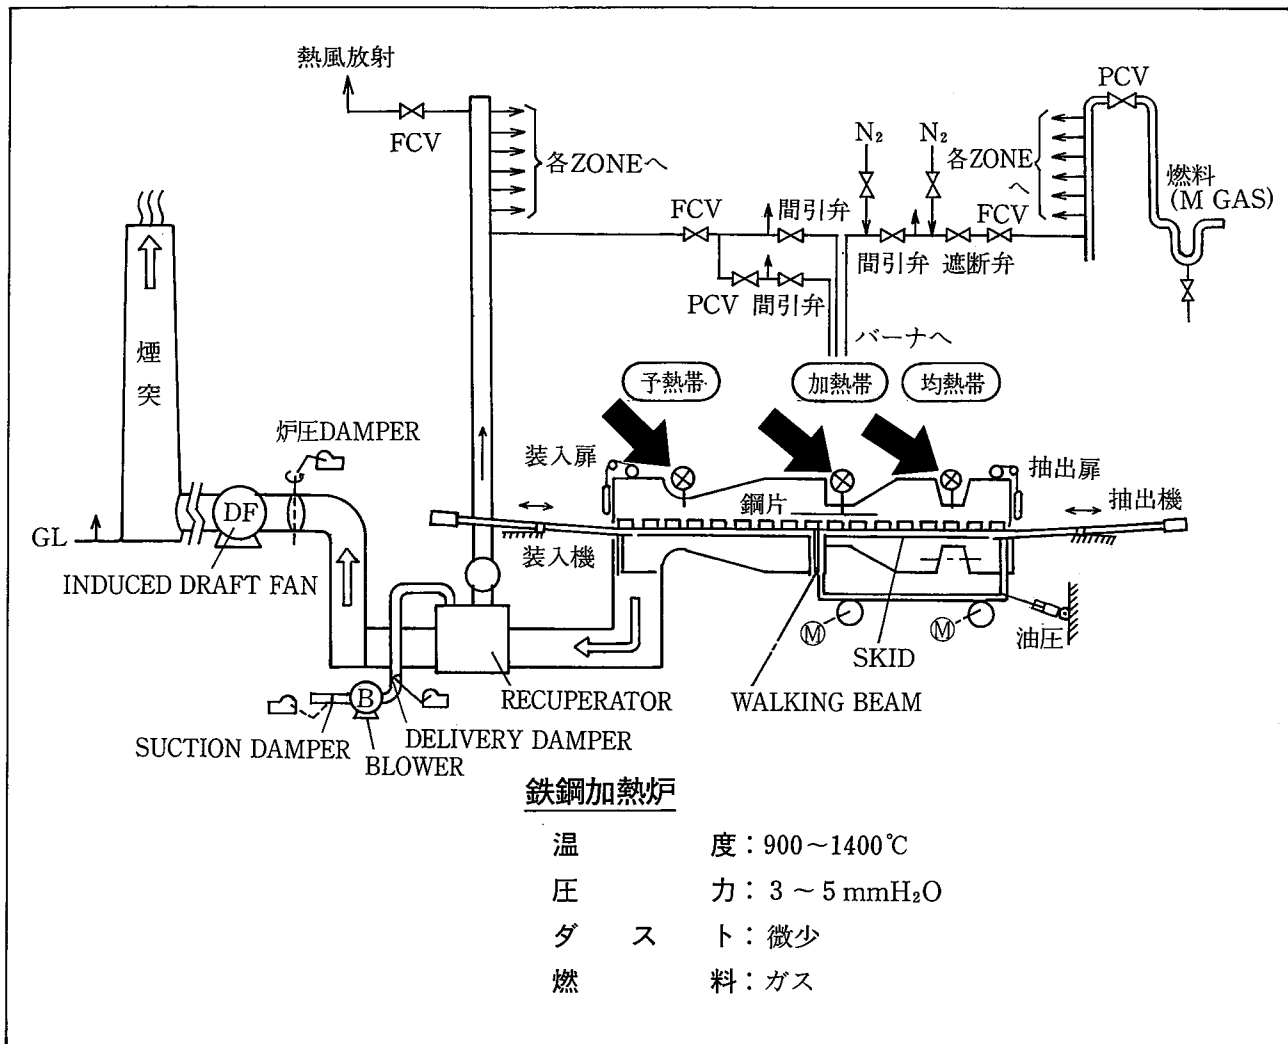 熱風放射
FCV
各ZONEへ
PCV
N₂
N₂
各ZONE
へ
燃料
(M GAS)
FCV
間引弁
FCV
間引弁
遮断弁
PCV
間引弁
バーナへ
煙
突
予熱帯
加熱帯
均熱帯
炉圧DAMPER
装入扉
抽出扉
鋼片
抽出機
DF
GL
装入機
INDUCED DRAFT FAN
M
M
油圧
SKID
RECUPERATOR
WALKING BEAM
B
SUCTION DAMPER
DELIVERY DAMPER
BLOWER
鉄鋼加熱炉
温度：900～1400℃
圧力：3～5mmH₂O
ダスト：微少
燃料：ガス